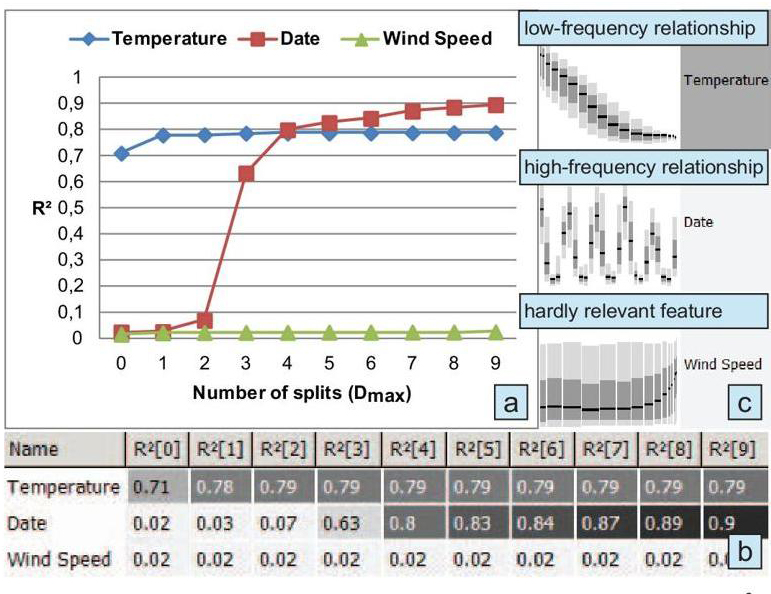 Temperature Date Wind Speed
1
0,9
0,8
0,7
0,6
R² 0,5
0,4
0,3
0,2
0,1
0
0 1 2 3 4 5 6 7 8 9
Number of splits (Dmax)
a
low-frequency relationship
Temperature
high-frequency relationship
Date
hardly relevant feature
Wind Speed
c
Name R²[0] R²[1] R²[2] R²[3] R²[4] R²[5] R²[6] R²[7] R²[8] R²[9]
Temperature 0.71 0.78 0.79 0.79 0.79 0.79 0.79 0.79 0.79 0.79
Date 0.02 0.03 0.07 0.63 0.8 0.83 0.84 0.87 0.89 0.9
Wind Speed 0.02 0.02 0.02 0.02 0.02 0.02 0.02 0.02 0.02
b